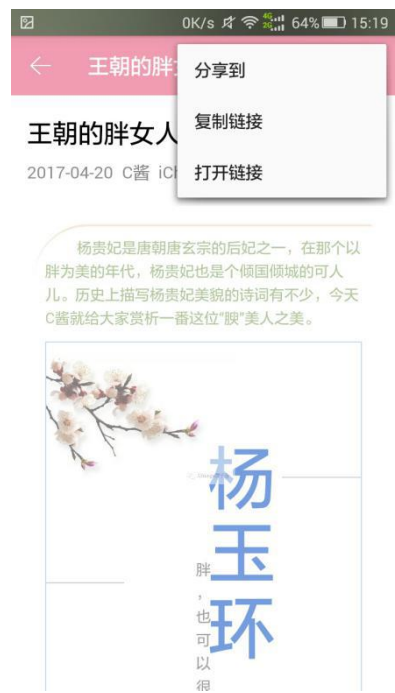 0K/s 4G 2G 64% 15:19
王朝的胖
分享到
复制链接
打开链接
王朝的胖女人
2017-04-20 C酱
杨贵妃是唐朝唐玄宗的后妃之一，在那个以
胖为美的年代，杨贵妃也是个倾国倾城的可人
儿。历史上描写杨贵妃美貌的诗词有不少，今天
C酱就给大家赏析一番这位“腴”美人之美。
杨玉环
胖，也可以很